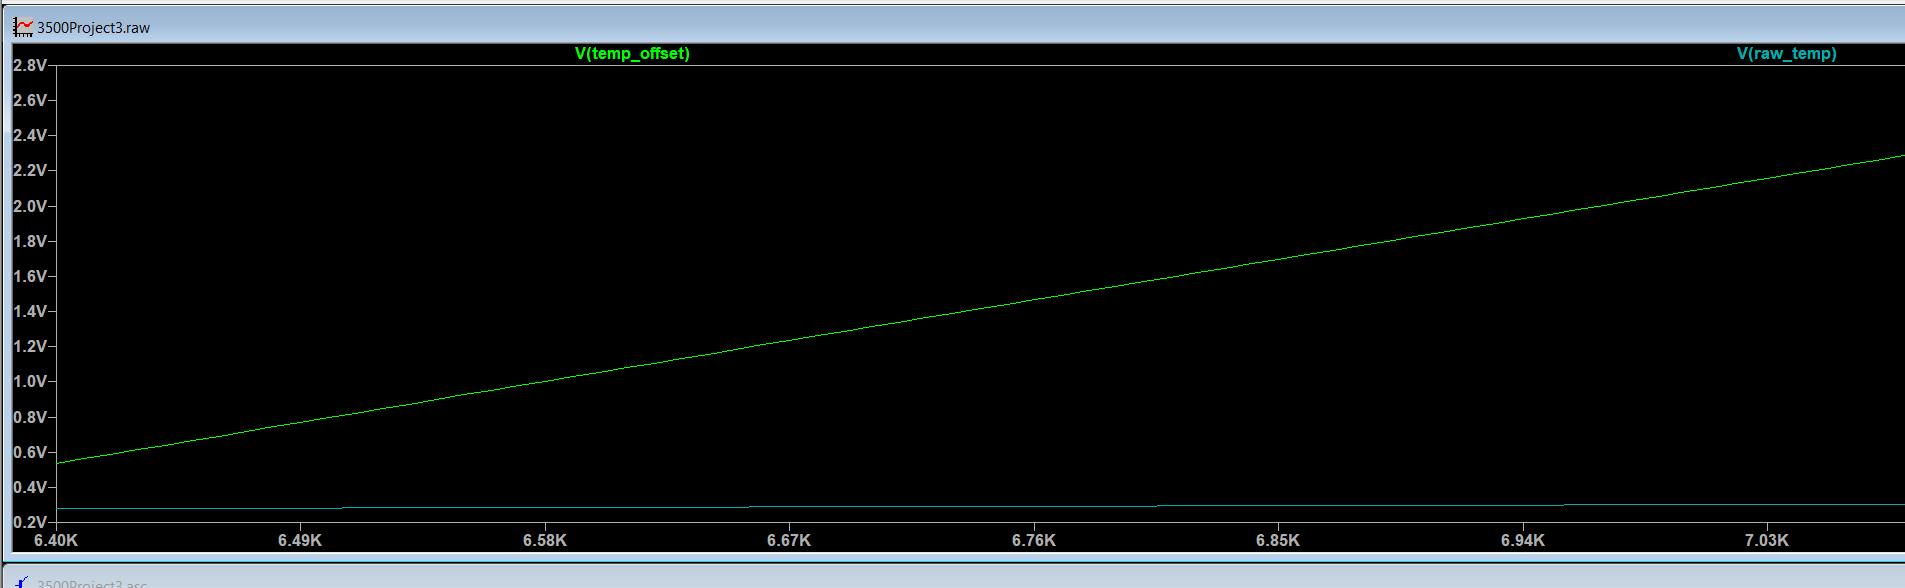 3500Project3.raw
V(temp_offset) V(raw_temp)
2.8V
2.6V
2.4V
2.2V
2.0V
1.8V
1.6V
1.4V
1.2V
1.0V
0.8V
0.6V
0.4V
0.2V
6.40K 6.49K 6.58K 6.67K 6.76K 6.85K 6.94K 7.03K
3500Project3.asc